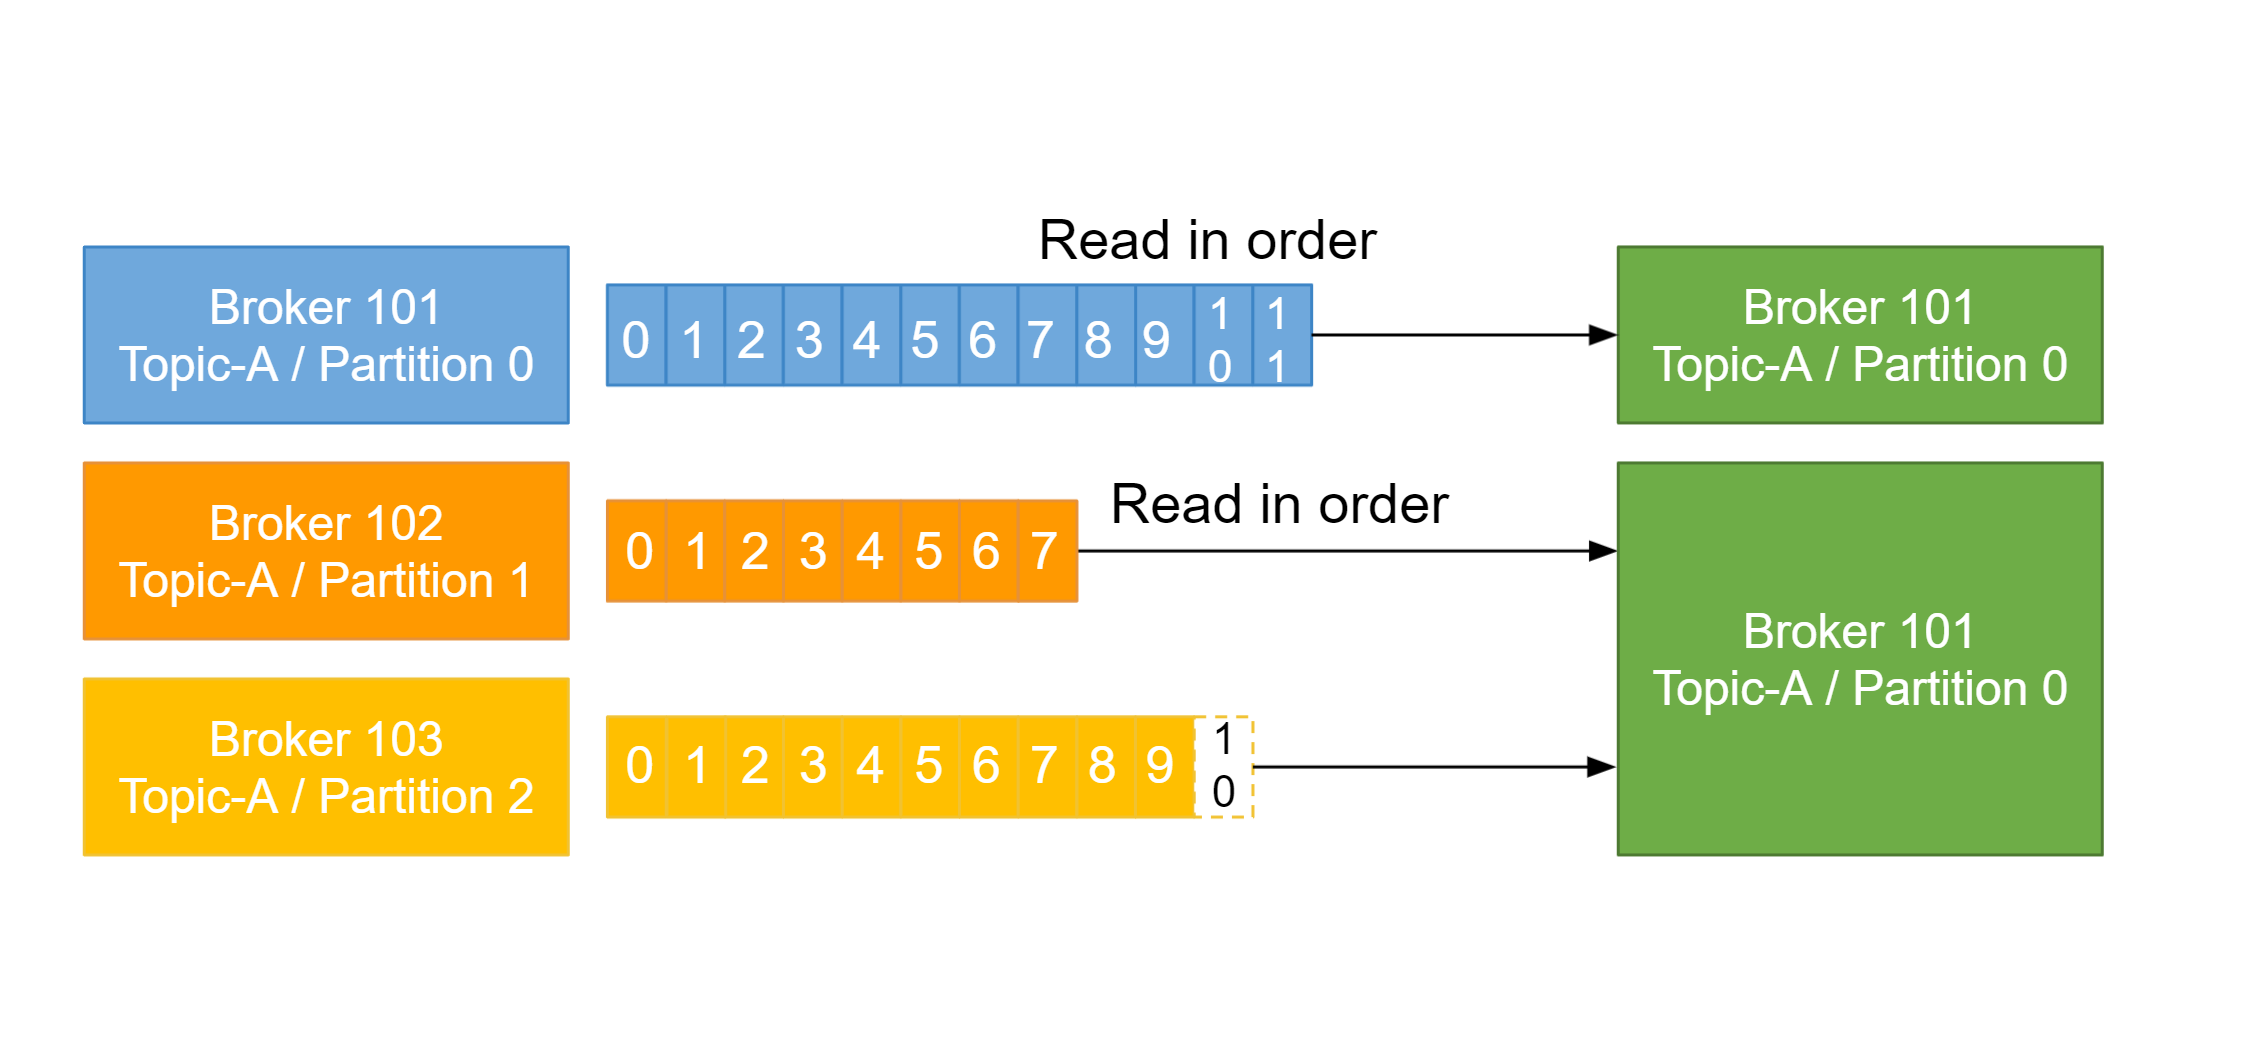 Read in order
Broker 101
Topic-A / Partition 0
0 1 2 3 4 5 6 7 8 9 10 11
Broker 101
Topic-A / Partition 0
Read in order
Broker 102
Topic-A / Partition 1
0 1 2 3 4 5 6 7
Broker 101
Topic-A / Partition 0
Broker 103
Topic-A / Partition 2
0 1 2 3 4 5 6 7 8 9 10